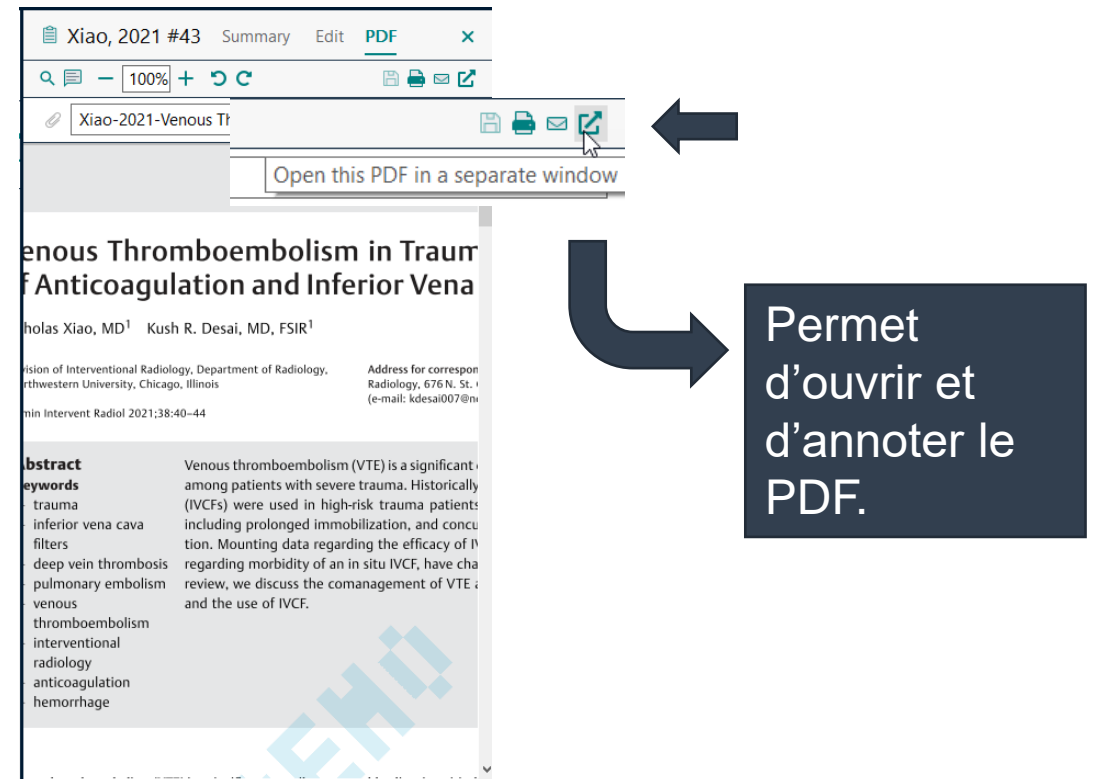 Xiao, 2021 #43 Summary Edit PDF
100%
Xiao-2021-Venous Th
Open this PDF in a separate window
enous Thromboembolism in Traum
f Anticoagulation and Inferior Vena
holas Xiao, MD1 Kush R. Desai, MD, FSIR1
vision of Interventional Radiology, Department of Radiology,
rthwestern University, Chicago, Illinois
min Intervent Radiol 2021;38:40–44
Address for correspon
Radiology, 676 N. St.
(e-mail: kdesai007@n
bstract
eywords
trauma
inferior vena cava
filters
deep vein thrombosis
pulmonary embolism
venous
thromboembolism
interventional
radiology
anticoagulation
hemorrhage
Venous thromboembolism (VTE) is a significant
among patients with severe trauma. Historically
(IVCFs) were used in high-risk trauma patients
including prolonged immobilization, and concu
tion. Mounting data regarding the efficacy of I
regarding morbidity of an in situ IVCF, have cha
review, we discuss the comanagement of VTE a
and the use of IVCF.
Permet
d’ouvrir et
d’annoter le
PDF.